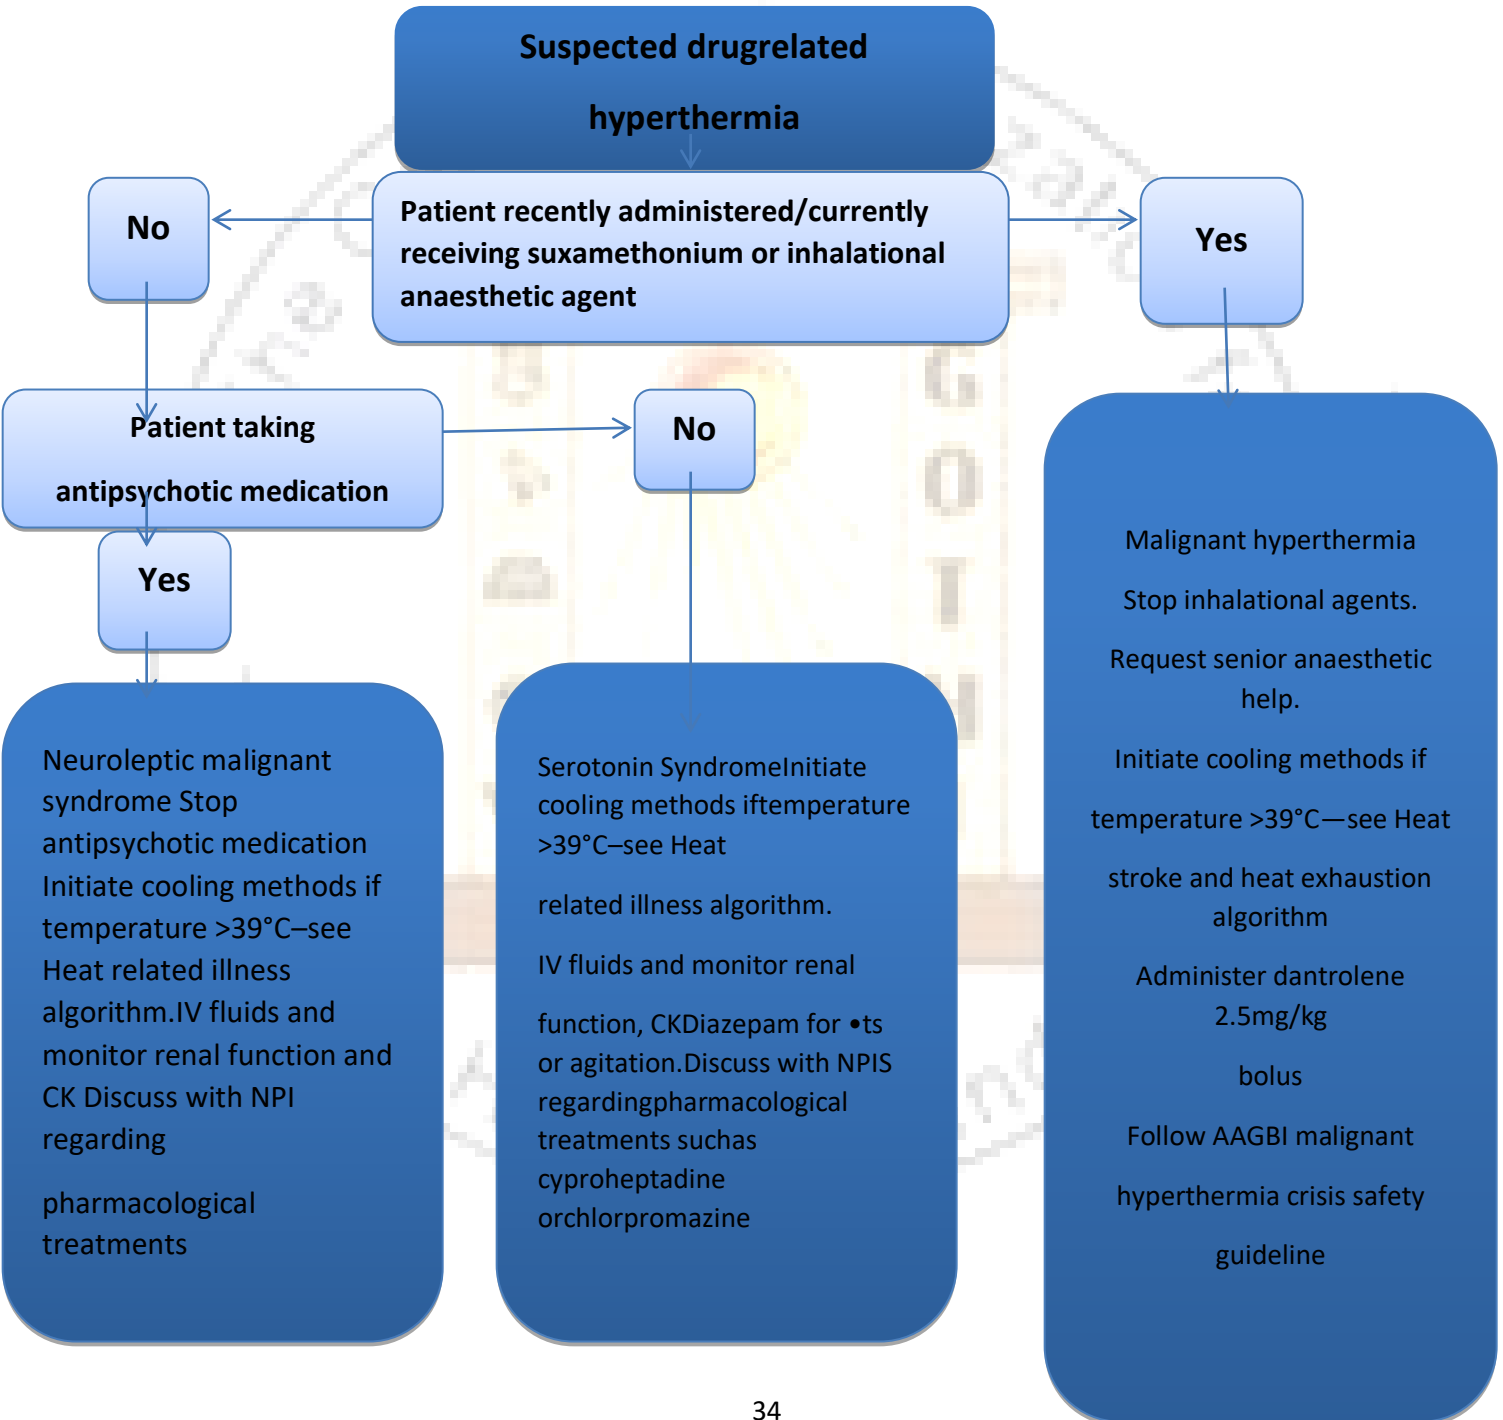 Suspected drugrelated
hyperthermia
No
Patient recently administered/currently
receiving suxamethonium or inhalational
anaesthetic agent
Yes
Patient taking
antipsychotic medication
No
Yes
Neuroleptic malignant
syndrome Stop
antipsychotic medication
Initiate cooling methods if
temperature >39°C–see
Heat related illness
algorithm.IV fluids and
monitor renal function and
CK Discuss with NPI
regarding
pharmacological
treatments
Serotonin SyndromeInitiate
cooling methods iftemperature
>39°C–see Heat
related illness algorithm.
IV fluids and monitor renal
function, CKDiazepam for •ts
or agitation.Discuss with NPIS
regardingpharmacological
treatments suchas
cyproheptadine
orchlorpromazine
Malignant hyperthermia
Stop inhalational agents.
Request senior anaesthetic
help.
Initiate cooling methods if
temperature >39°C—see Heat
stroke and heat exhaustion
algorithm
Administer dantrolene
2.5mg/kg
bolus
Follow AAGBI malignant
hyperthermia crisis safety
guideline
34